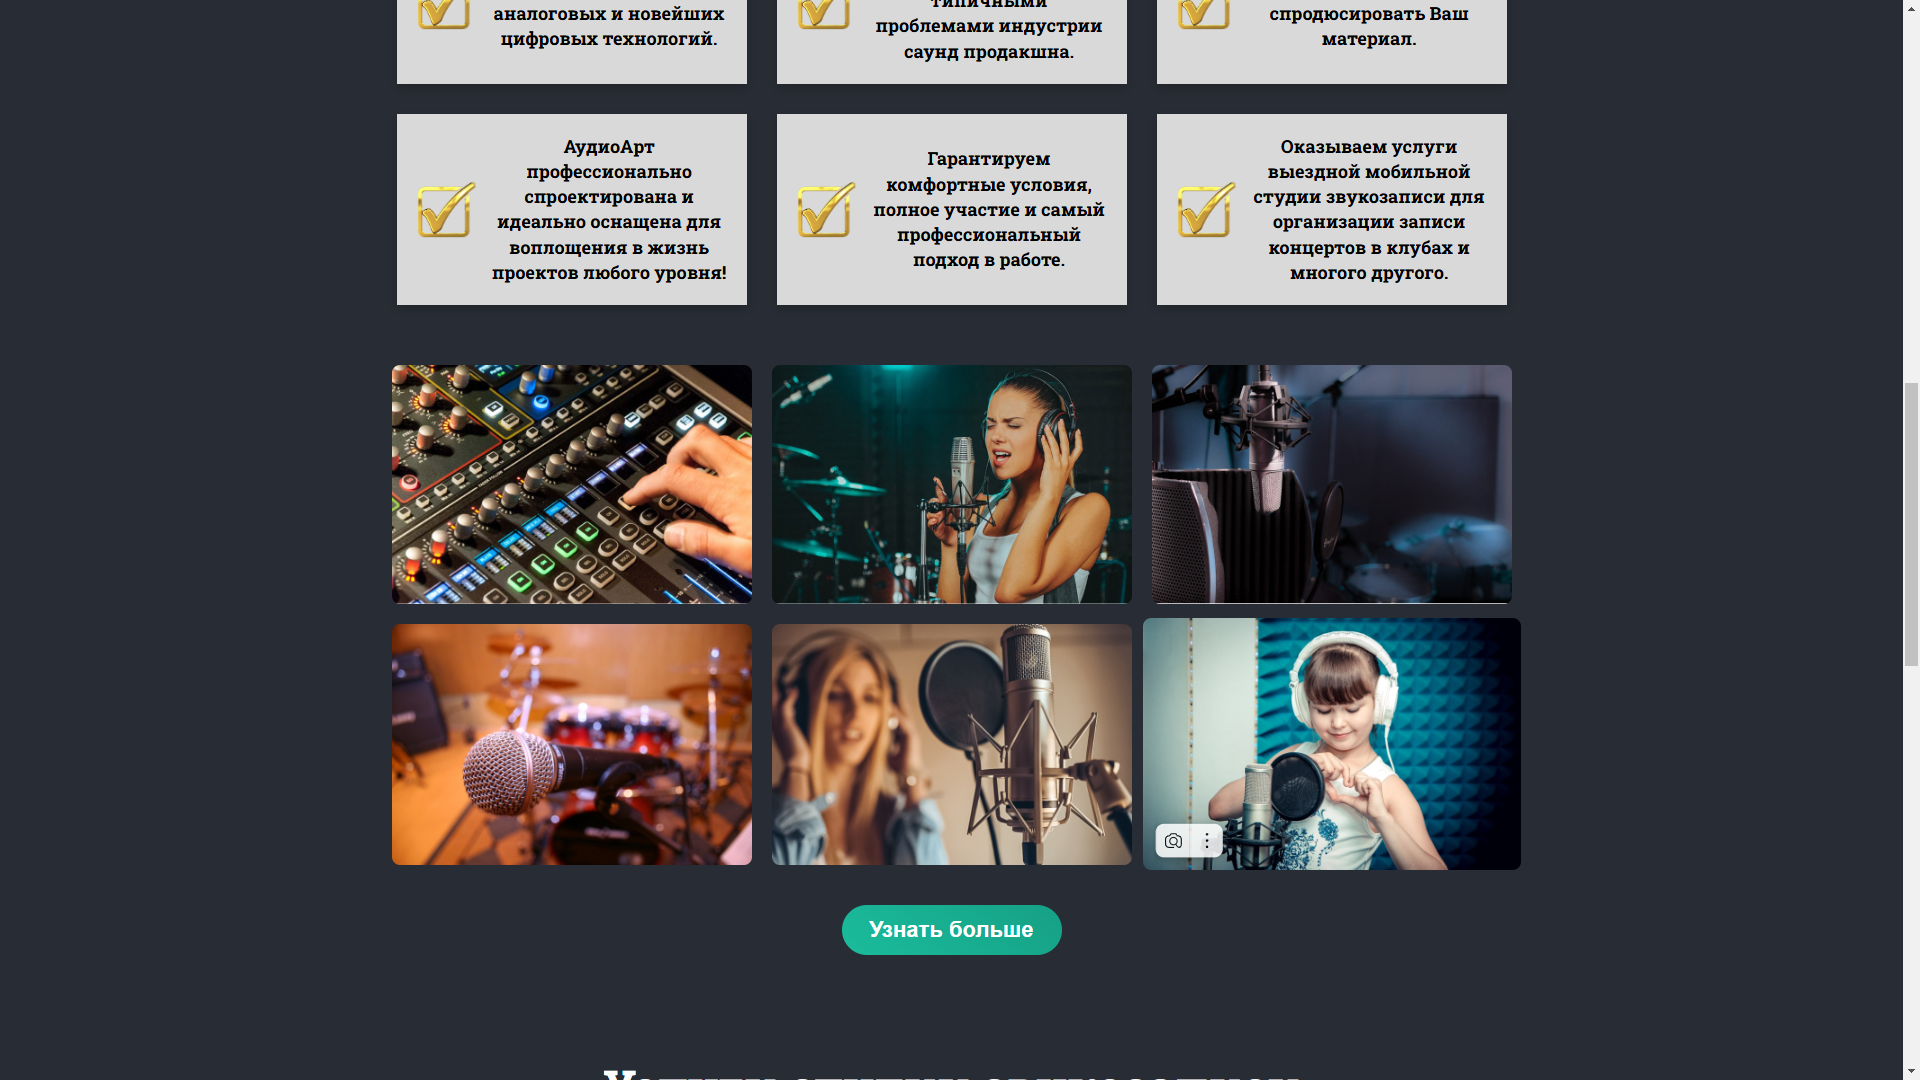 аналоговых и новейших
цифровых технологий.
типичными
проблемами индустрии
саунд продакшна.
спродюсировать Ваш
материал.
АудиоАрт
профессионально
спроектирована и
идеально оснащена для
воплощения в жизнь
проектов любого уровня!
Гарантируем
комфортные условия,
полное участие и самый
профессиональный
подход в работе.
Оказываем услуги
выездной мобильной
студии звукозаписи для
организации записи
концертов в клубах и
многого другого.
Узнать больше